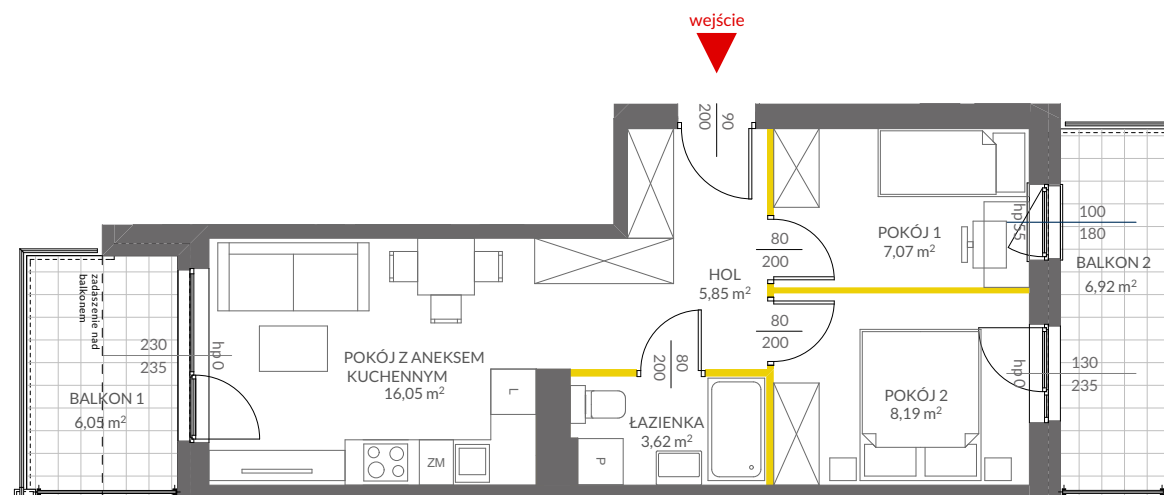 wejście
90
200
80
200
POKÓJ 1
7,07 m²
hp55
100
180
BALKON 2
6,92 m²
HOL
5,85 m²
80
200
80
200
zadaszenie nad
balkonem
230
235
hp0
BALKON 1
6,05 m²
POKÓJ Z ANEKSEM
KUCHENNYM
16,05 m²
L
ZM
ŁAZIENKA
3,62 m²
P
POKÓJ 2
8,19 m²
hp0
130
235